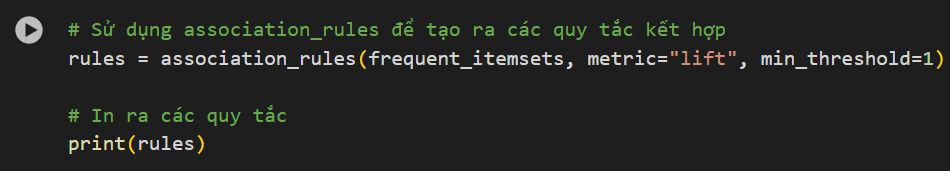 # Sử dụng association_rules để tạo ra các quy tắc kết hợp
rules = association_rules(frequent_itemsets, metric="lift", min_threshold=1)
# In ra các quy tắc
print(rules)